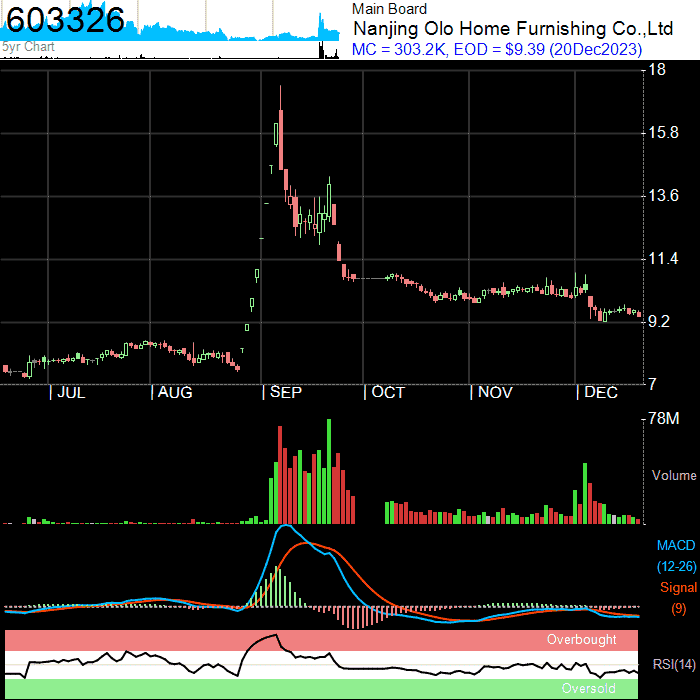 603326
5yr Chart
Main Board
Nanjing Olo Home Furnishing Co.,Ltd
MC = 303.2K, EOD = $9.39 (20Dec2023)
18
15.8
13.6
11.4
9.2
7
JUL
AUG
SEP
OCT
NOV
DEC
78M
Volume
MACD
(12-26)
Signal
(9)
Overbought
RSI(14)
Oversold